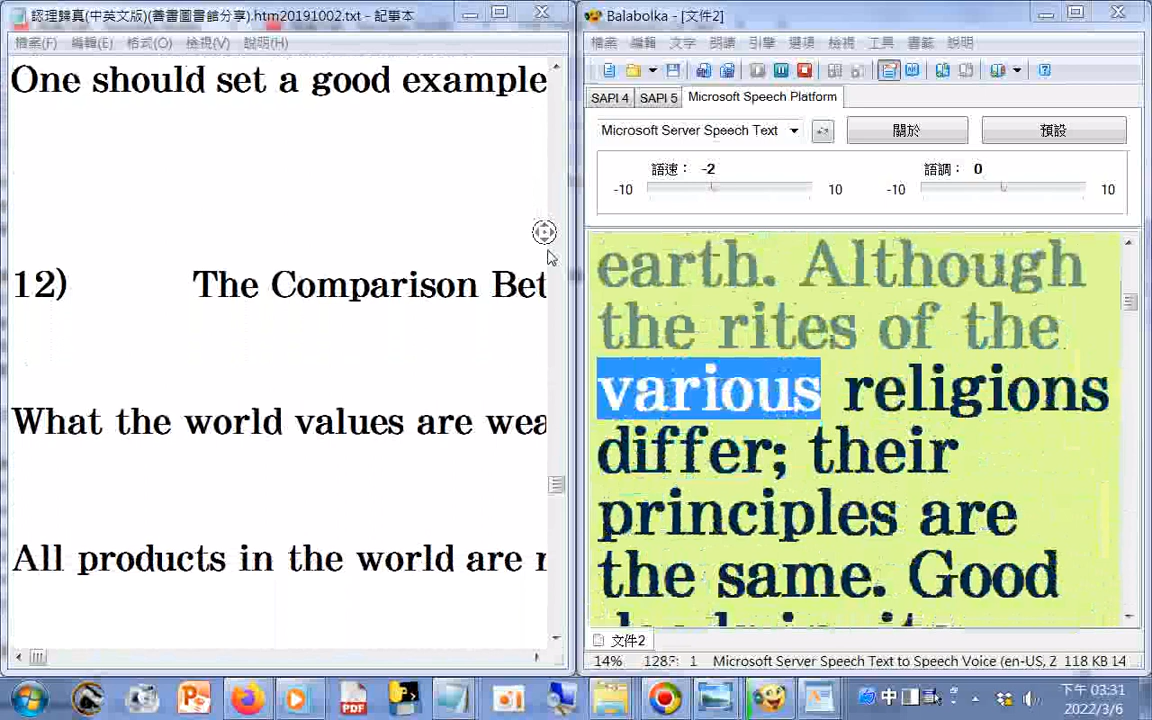 認理歸真(中英文版)(善書圖書館分享).htm20191002.txt - 記事本
檔案(F) 編輯(E) 格式(O) 檢視(V) 說明(H)
One should set a good example
12) The Comparison Bet
What the world values are wea
All products in the world are r
Balabolka - [文件2]
檔案 編輯 文字 朗讀 引擎 選項 檢視 工具 書籤 說明
SAPI 4 SAPI 5 Microsoft Speech Platform
Microsoft Server Speech Text 關於 預設
語速: -2 語調: 0
-10 10 -10 10
earth. Although
the rites of the
various religions
differ; their
principles are
the same. Good
文件2
14% 1287: 1 Microsoft Server Speech Text to Speech Voice (en-US, Z 118 KB 14
PDF 中 下午 03:31
2022/3/6